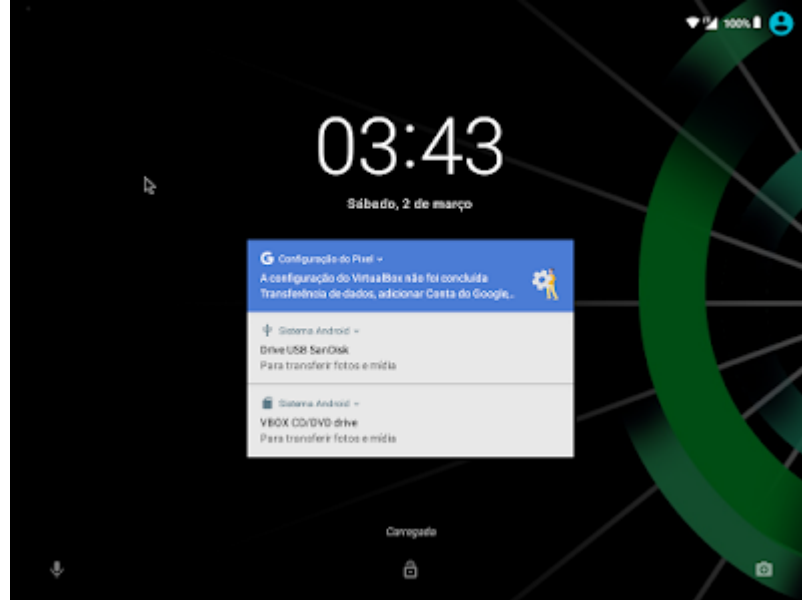 100%
03:43
Sábado, 2 de março
Configuração do Pixel
A configuração do VirtualBox não foi concluída
Transferência de dados, adicionar Conta do Google,..
Sistema Android
Drive USB SanDisk
Para transferir fotos e mídia
Sistema Android
VBOX CD/DVD drive
Para transferir fotos e mídia
Carregada